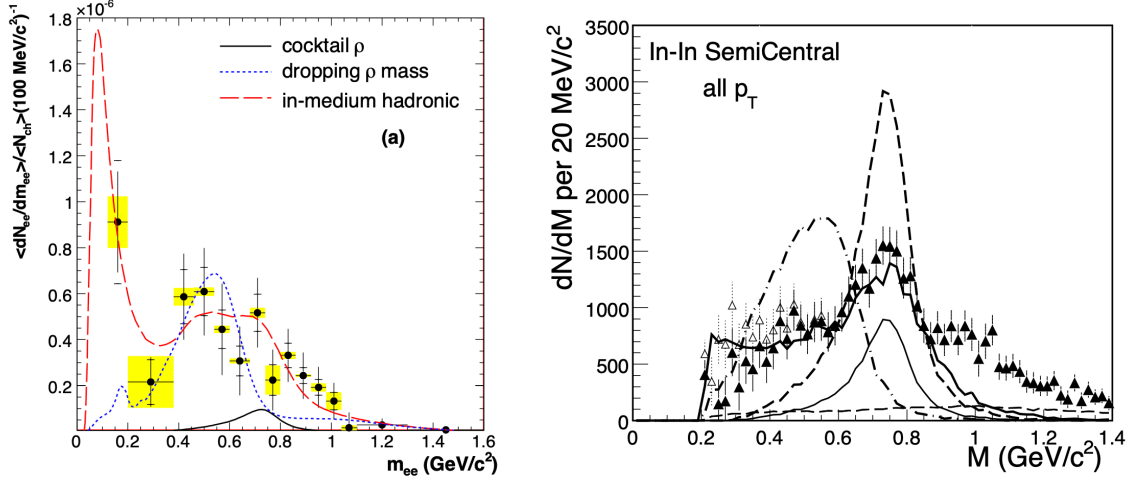 ×10⁻⁶
<dN_ee/dm_ee>/<N_ch>(100 MeV/c²)⁻¹
1.8
1.6
1.4
1.2
1
0.8
0.6
0.4
0.2
cocktail ρ
dropping ρ mass
in-medium hadronic
(a)
0 0.2 0.4 0.6 0.8 1 1.2 1.4 1.6
m_ee (GeV/c²)
dN/dM per 20 MeV/c²
3500
3000
2500
2000
1500
1000
500
0
In-In SemiCentral
all p_T
0 0.2 0.4 0.6 0.8 1 1.2 1.4
M (GeV/c²)